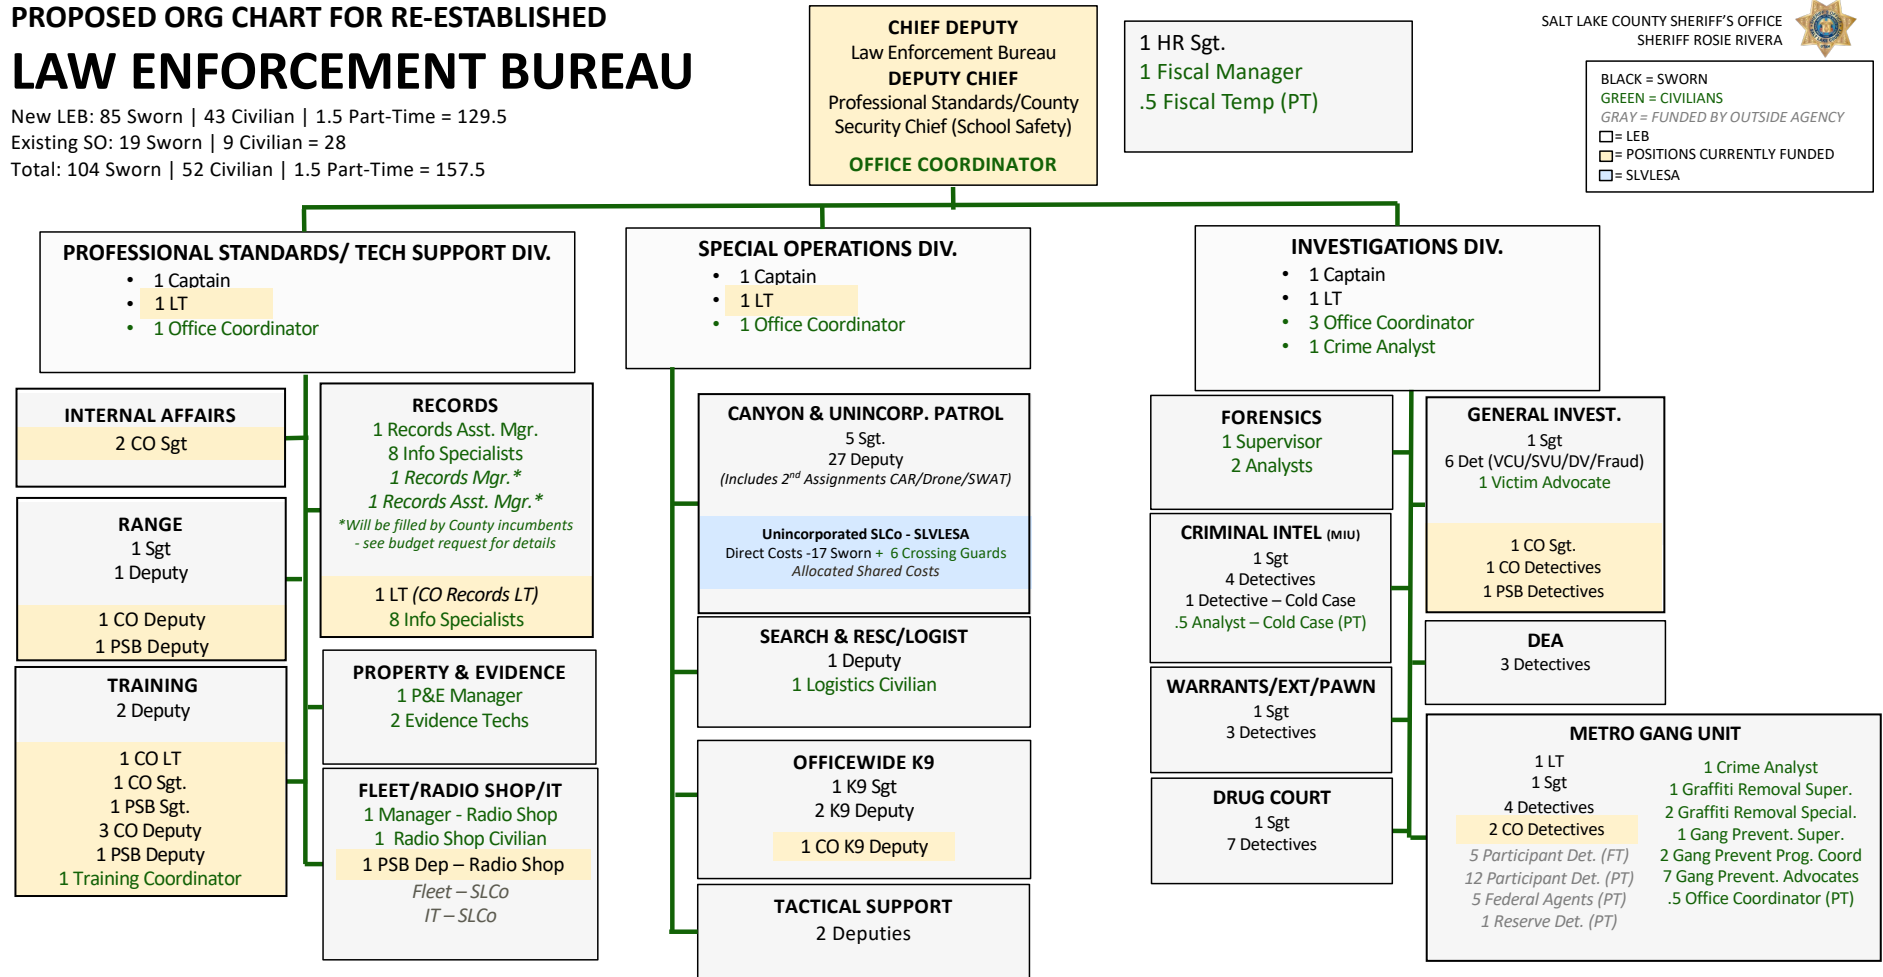 PROPOSED ORG CHART FOR RE-ESTABLISHED
LAW ENFORCEMENT BUREAU
New LEB: 85 Sworn | 43 Civilian | 1.5 Part-Time = 129.5
Existing SO: 19 Sworn | 9 Civilian = 28
Total: 104 Sworn | 52 Civilian | 1.5 Part-Time = 157.5
CHIEF DEPUTY
Law Enforcement Bureau
DEPUTY CHIEF
Professional Standards/County
Security Chief (School Safety)
OFFICE COORDINATOR
1 HR Sgt.
1 Fiscal Manager
.5 Fiscal Temp (PT)
SALT LAKE COUNTY SHERIFF'S OFFICE
SHERIFF ROSIE RIVERA
BLACK = SWORN
GREEN = CIVILIANS
GRAY = FUNDED BY OUTSIDE AGENCY
= LEB
= POSITIONS CURRENTLY FUNDED
= SLVLESA
PROFESSIONAL STANDARDS/ TECH SUPPORT DIV.
• 1 Captain
• 1 LT
• 1 Office Coordinator
INTERNAL AFFAIRS
2 CO Sgt
RANGE
1 Sgt
1 Deputy
1 CO Deputy
1 PSB Deputy
TRAINING
2 Deputy
1 CO LT
1 CO Sgt.
1 PSB Sgt.
3 CO Deputy
1 PSB Deputy
1 Training Coordinator
RECORDS
1 Records Asst. Mgr.
8 Info Specialists
1 Records Mgr.*
1 Records Asst. Mgr.*
*Will be filled by County incumbents
- see budget request for details
1 LT (CO Records LT)
8 Info Specialists
PROPERTY & EVIDENCE
1 P&E Manager
2 Evidence Techs
FLEET/RADIO SHOP/IT
1 Manager - Radio Shop
1 Radio Shop Civilian
1 PSB Dep – Radio Shop
Fleet – SLCo
IT – SLCo
SPECIAL OPERATIONS DIV.
• 1 Captain
• 1 LT
• 1 Office Coordinator
CANYON & UNINCORP. PATROL
5 Sgt.
27 Deputy
(Includes 2nd Assignments CAR/Drone/SWAT)
Unincorporated SLCo - SLVLESA
Direct Costs -17 Sworn + 6 Crossing Guards
Allocated Shared Costs
SEARCH & RESC/LOGIST
1 Deputy
1 Logistics Civilian
OFFICEWIDE K9
1 K9 Sgt
2 K9 Deputy
1 CO K9 Deputy
TACTICAL SUPPORT
2 Deputies
INVESTIGATIONS DIV.
• 1 Captain
• 1 LT
• 3 Office Coordinator
• 1 Crime Analyst
FORENSICS
1 Supervisor
2 Analysts
CRIMINAL INTEL (MIU)
1 Sgt
4 Detectives
1 Detective – Cold Case
.5 Analyst – Cold Case (PT)
WARRANTS/EXT/PAWN
1 Sgt
3 Detectives
DRUG COURT
1 Sgt
7 Detectives
GENERAL INVEST.
1 Sgt
6 Det (VCU/SVU/DV/Fraud)
1 Victim Advocate
1 CO Sgt.
1 CO Detectives
1 PSB Detectives
DEA
3 Detectives
METRO GANG UNIT
1 LT
1 Sgt
4 Detectives
2 CO Detectives
5 Participant Det. (FT)
12 Participant Det. (PT)
5 Federal Agents (PT)
1 Reserve Det. (PT)
1 Crime Analyst
1 Graffiti Removal Super.
2 Graffiti Removal Special.
1 Gang Prevent. Super.
2 Gang Prevent Prog. Coord
7 Gang Prevent. Advocates
.5 Office Coordinator (PT)